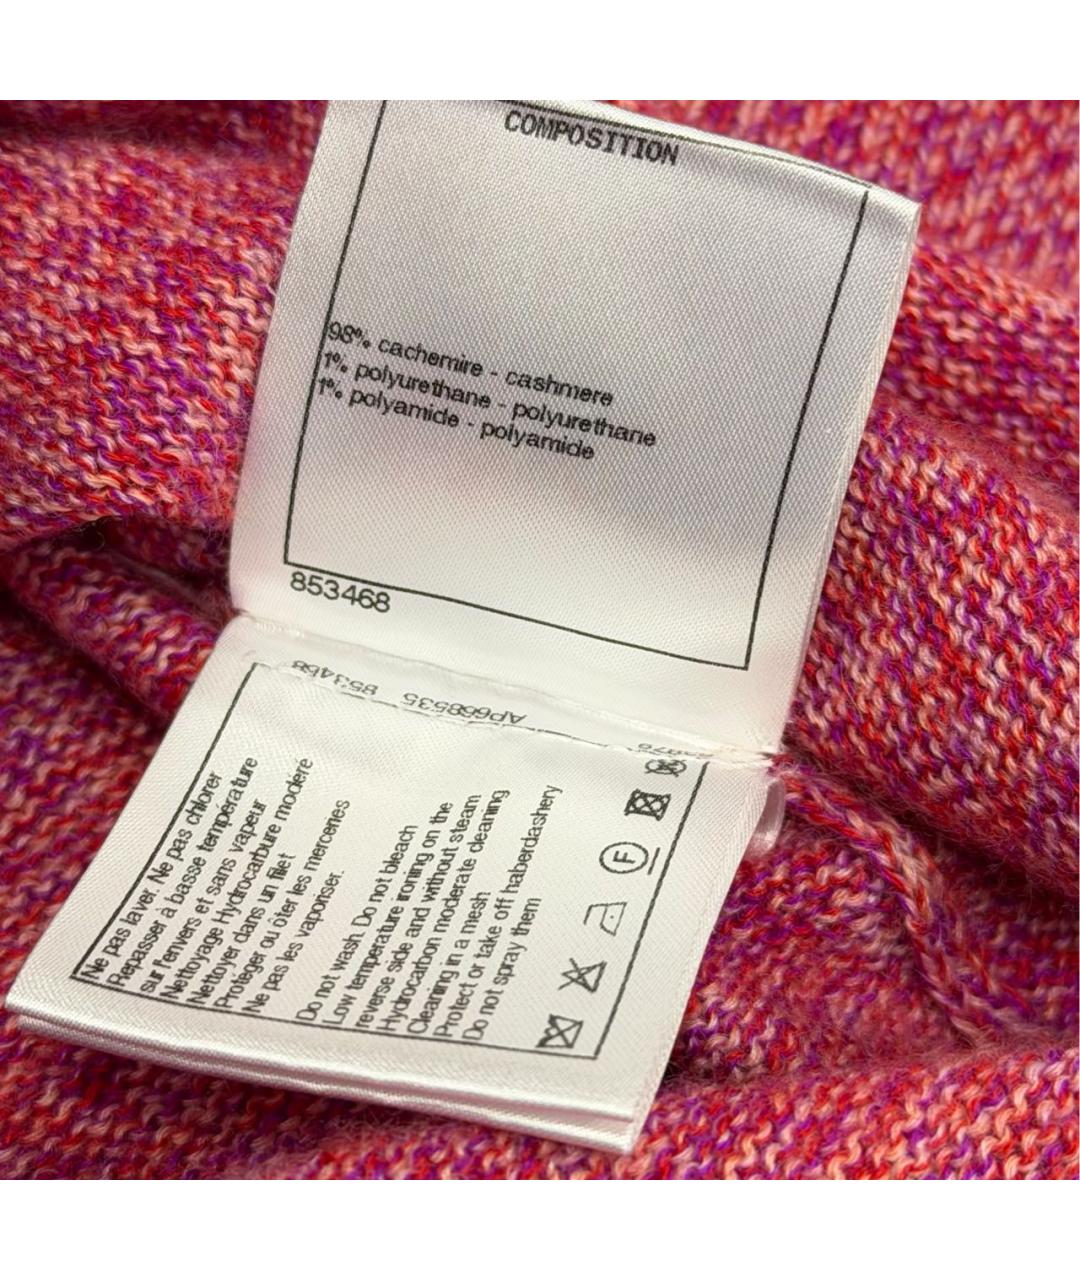 COMPOSITION
98% cachemire - cashmere
1% polyurethane - polyurethane
1% polyamide - polyamide
853468
853468 AP668535
Ne pas laver. Ne pas chlorer
Repasser à basse température
sur l'envers et sans vapeur
Nettoyage Hydrocarbure modéré
Nettoyer dans un filet
Protéger ou ôter les merceries
Ne pas les vaporiser.
Do not wash. Do not bleach
Low temperature ironing on the
reverse side and without steam
Hydrocarbon moderate cleaning
Cleaning in a mesh
Protect or take off haberdashery
Do not spray them
F